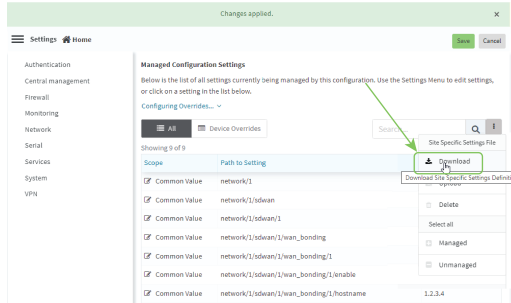 Changes applied.
×
Settings Home
Save Cancel
Authentication
Central management
Firewall
Monitoring
Network
Serial
Services
System
VPN
Managed Configuration Settings
Below is the list of all settings currently being managed by this configuration. Use the Settings Menu to edit settings,
or click on a setting in the list below.
Configuring Overrides...
All Device Overrides
Search
Showing 9 of 9
Scope Path to Setting
Common Value network/1
Common Value network/1/sdwan
Common Value network/1/sdwan/1
Common Value network/1/sdwan/1/wan_bonding
Common Value network/1/sdwan/1/wan_bonding/1
Common Value network/1/sdwan/1/wan_bonding/1/enable
Common Value network/1/sdwan/1/wan_bonding/1/hostname 1.2.3.4
Site Specific Settings File
Download
Download Site Specific Settings Definiti
Upload
Delete
Select all
Managed
Unmanaged